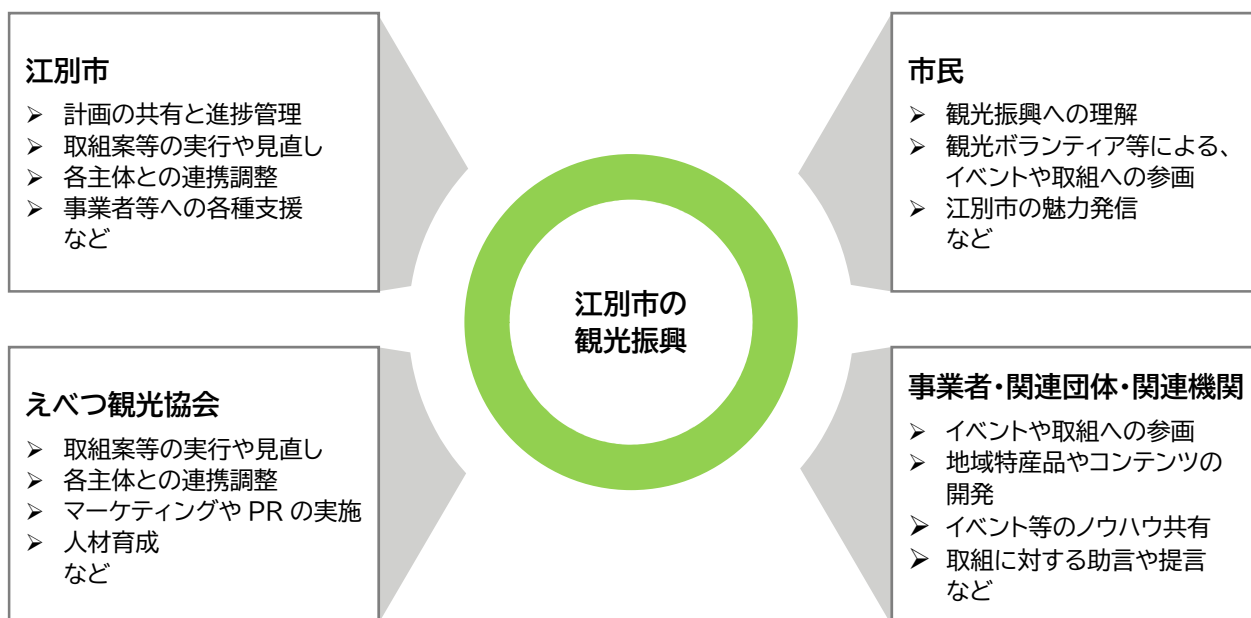 江別市
➢ 計画の共有と進捗管理
➢ 取組案等の実行や見直し
➢ 各主体との連携調整
➢ 事業者等への各種支援
など
市民
➢ 観光振興への理解
➢ 観光ボランティア等による、
イベントや取組への参画
➢ 江別市の魅力発信
など
江別市の
観光振興
えべつ観光協会
➢ 取組案等の実行や見直し
➢ 各主体との連携調整
➢ マーケティングや PR の実施
➢ 人材育成
など
事業者・関連団体・関連機関
➢ イベントや取組への参画
➢ 地域特産品やコンテンツの
開発
➢ イベント等のノウハウ共有
➢ 取組に対する助言や提言
など